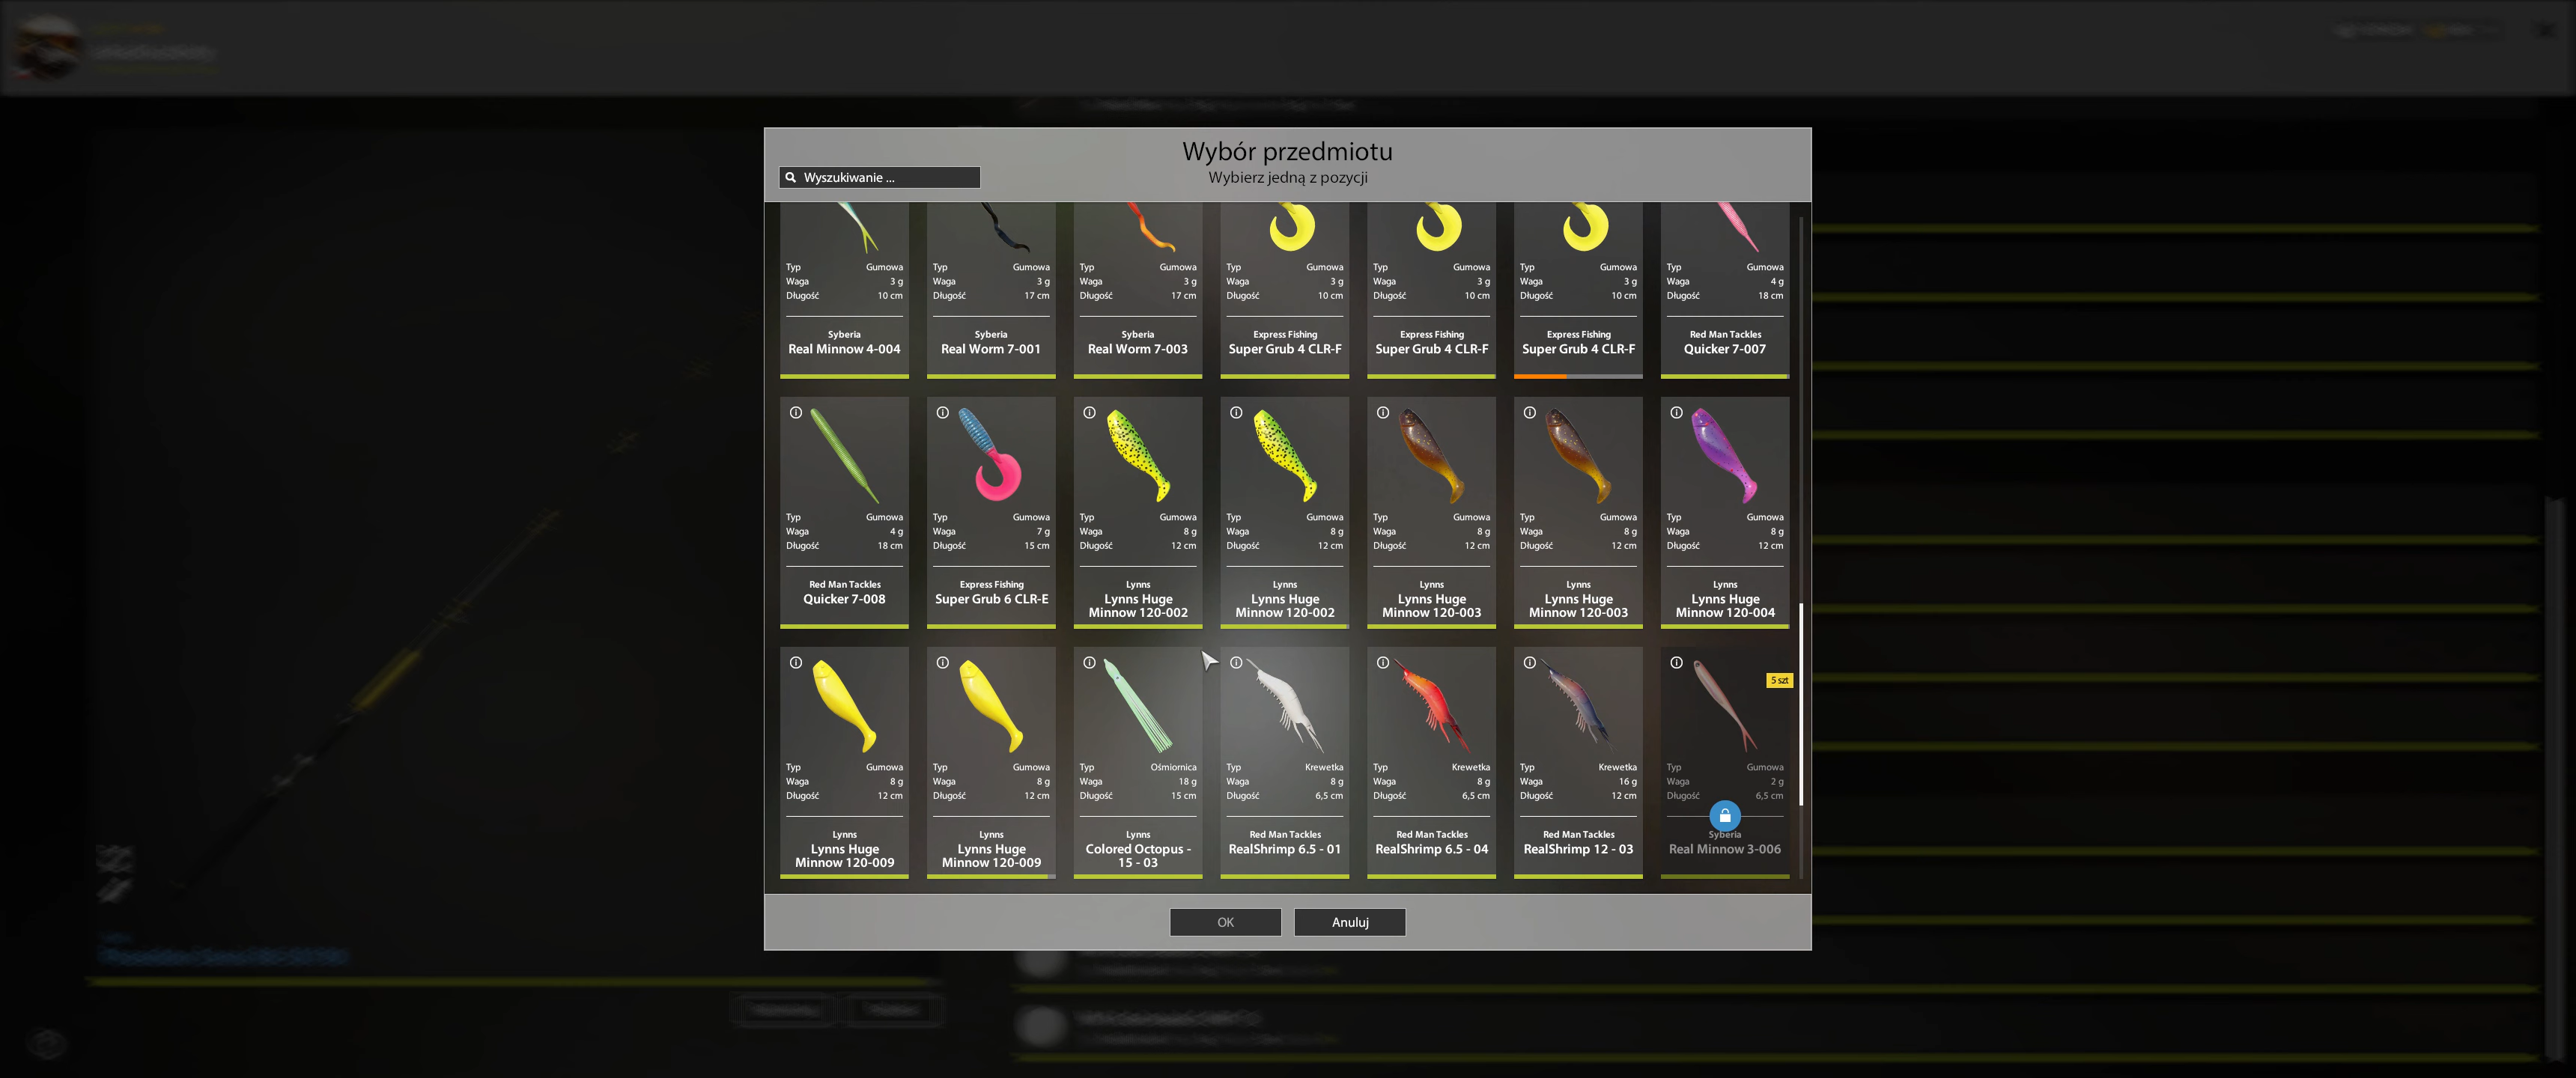 Wybór przedmiotu
Wyszukiwanie ...
Wybierz jedną z pozycji
Typ Gumowa
Waga 3 g
Długość 10 cm
Syberia
Real Minnow 4-004
Typ Gumowa
Waga 3 g
Długość 17 cm
Syberia
Real Worm 7-001
Typ Gumowa
Waga 3 g
Długość 17 cm
Syberia
Real Worm 7-003
Typ Gumowa
Waga 3 g
Długość 10 cm
Express Fishing
Super Grub 4 CLR-F
Typ Gumowa
Waga 3 g
Długość 10 cm
Express Fishing
Super Grub 4 CLR-F
Typ Gumowa
Waga 3 g
Długość 10 cm
Express Fishing
Super Grub 4 CLR-F
Typ Gumowa
Waga 4 g
Długość 18 cm
Red Man Tackles
Quicker 7-007
Typ Gumowa
Waga 4 g
Długość 18 cm
Red Man Tackles
Quicker 7-008
Typ Gumowa
Waga 7 g
Długość 15 cm
Express Fishing
Super Grub 6 CLR-E
Typ Gumowa
Waga 8 g
Długość 12 cm
Lynns
Lynns Huge
Minnow 120-002
Typ Gumowa
Waga 8 g
Długość 12 cm
Lynns
Lynns Huge
Minnow 120-002
Typ Gumowa
Waga 8 g
Długość 12 cm
Lynns
Lynns Huge
Minnow 120-003
Typ Gumowa
Waga 8 g
Długość 12 cm
Lynns
Lynns Huge
Minnow 120-003
Typ Gumowa
Waga 8 g
Długość 12 cm
Lynns
Lynns Huge
Minnow 120-004
Typ Gumowa
Waga 8 g
Długość 12 cm
Lynns
Lynns Huge
Minnow 120-009
Typ Gumowa
Waga 8 g
Długość 12 cm
Lynns
Lynns Huge
Minnow 120-009
Typ Ośmiornica
Waga 18 g
Długość 15 cm
Lynns
Colored Octopus -
15 - 03
Typ Krewetka
Waga 8 g
Długość 6,5 cm
Red Man Tackles
RealShrimp 6.5 - 01
Typ Krewetka
Waga 8 g
Długość 6,5 cm
Red Man Tackles
RealShrimp 6.5 - 04
Typ Krewetka
Waga 16 g
Długość 12 cm
Red Man Tackles
RealShrimp 12 - 03
5 szt
Typ Gumowa
Waga 2 g
Długość 6,5 cm
Syberia
Real Minnow 3-006
OK
Anuluj